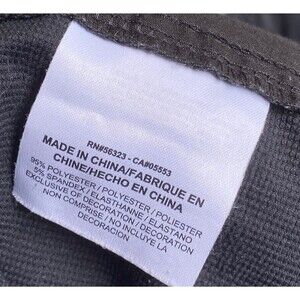 RN#56323 - CA#05553
MADE IN CHINA/FABRIQUE EN
CHINE/HECHO EN CHINA
95% POLYESTER / POLYESTER / POLIESTER
5% SPANDEX / ELASTHANNE / ELASTANO
EXCLUSIVE OF DECORATION / DECORATION
NON COMPRISE / NO INCLUYE LA
DECORACION